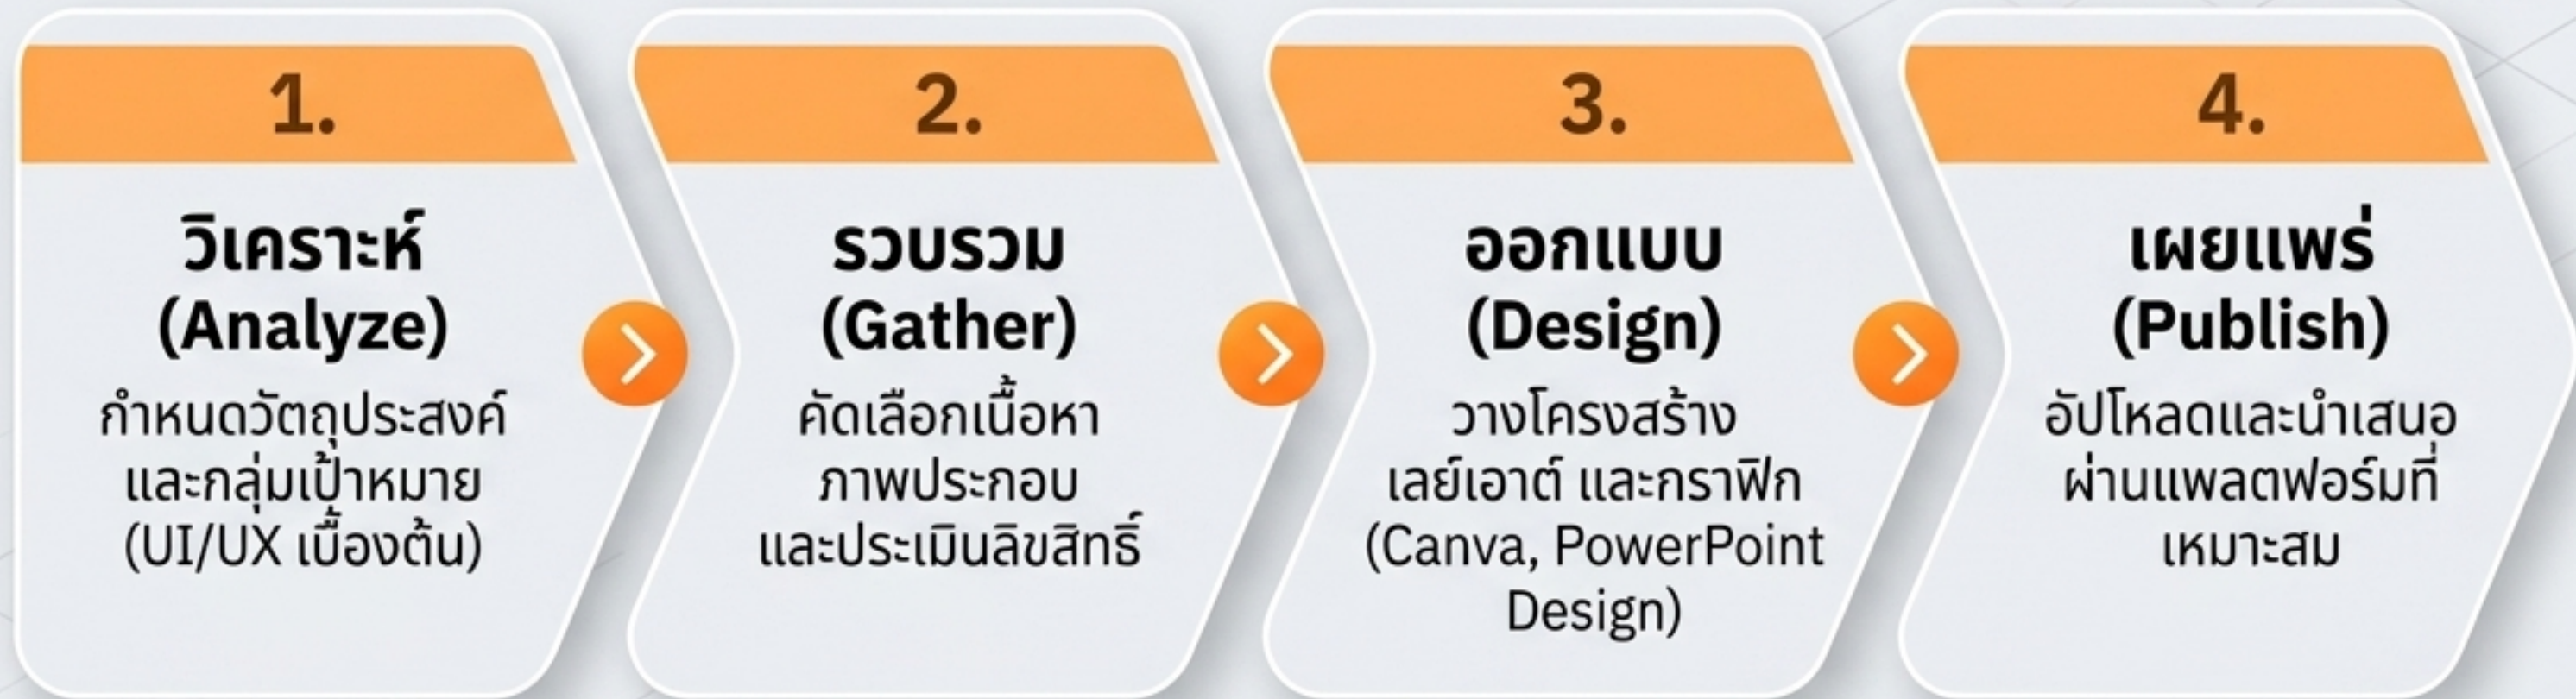 1.
วิเคราะห์
(Analyze)
กำหนดวัตถุประสงค์
และกลุ่มเป้าหมาย
(UI/UX เบื้องต้น)
2.
รวบรวม
(Gather)
คัดเลือกเนื้อหา
ภาพประกอบ
และประเมินลิขสิทธิ์
3.
ออกแบบ
(Design)
วางโครงสร้าง
เลย์เอาต์ และกราฟิก
(Canva, PowerPoint
Design)
4.
เผยแพร่
(Publish)
อัปโหลดและนำเสนอ
ผ่านแพลตฟอร์มที่
เหมาะสม